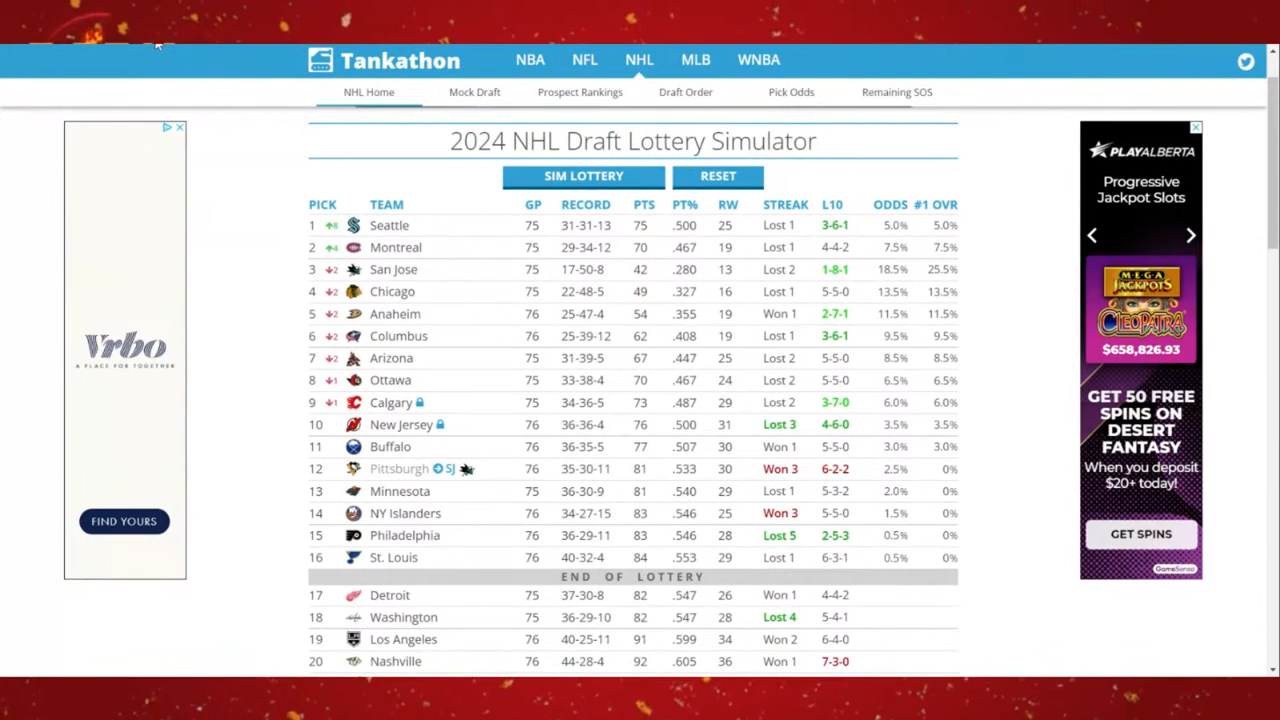 Tankathon NBA NFL NHL MLB WNBA
NHL Home Mock Draft Prospect Rankings Draft Order Pick Odds Remaining SOS
2024 NHL Draft Lottery Simulator
SIM LOTTERY RESET
PICK TEAM GP RECORD PTS PT% RW STREAK L10 ODDS #1 OVR
1 8 Seattle 75 31-31-13 75 .500 25 Lost 1 3-6-1 5.0% 5.0%
2 4 Montreal 75 29-34-12 70 .467 19 Lost 1 4-4-2 7.5% 7.5%
3 2 San Jose 75 17-50-8 42 .280 13 Lost 2 1-8-1 18.5% 25.5%
4 2 Chicago 75 22-48-5 49 .327 16 Lost 1 5-5-0 13.5% 13.5%
5 2 Anaheim 76 25-47-4 54 .355 19 Won 1 2-7-1 11.5% 11.5%
6 2 Columbus 76 25-39-12 62 .408 19 Lost 1 3-6-1 9.5% 9.5%
7 2 Arizona 75 31-39-5 67 .447 25 Lost 2 5-5-0 8.5% 8.5%
8 1 Ottawa 75 33-38-4 70 .467 24 Lost 2 5-5-0 6.5% 6.5%
9 1 Calgary 75 34-36-5 73 .487 29 Lost 2 3-7-0 6.0% 6.0%
10 New Jersey 76 36-36-4 76 .500 31 Lost 3 4-6-0 3.5% 3.5%
11 Buffalo 76 36-35-5 77 .507 30 Won 1 5-5-0 3.0% 3.0%
12 Pittsburgh SJ 76 35-30-11 81 .533 30 Won 3 6-2-2 2.5% 0%
13 Minnesota 75 36-30-9 81 .540 29 Lost 1 5-3-2 2.0% 0%
14 NY Islanders 76 34-27-15 83 .546 25 Won 3 5-5-0 1.5% 0%
15 Philadelphia 76 36-29-11 83 .546 28 Lost 5 2-5-3 0.5% 0%
16 St. Louis 76 40-32-4 84 .553 29 Lost 1 6-3-1 0.5% 0%
END OF LOTTERY
17 Detroit 75 37-30-8 82 .547 26 Won 1 4-4-2
18 Washington 75 36-29-10 82 .547 28 Lost 4 5-4-1
19 Los Angeles 76 40-25-11 91 .599 34 Won 2 6-4-0
20 Nashville 76 44-28-4 92 .605 36 Won 1 7-3-0
Vrbo
A PLACE FOR TOGETHER
FIND YOURS
PLAYALBERTA
Progressive
Jackpot Slots
MEGA
JACKPOTS
CLEOPATRA
$658,826.93
GET 50 FREE
SPINS ON
DESERT
FANTASY
When you deposit
$20+ today!
GET SPINS
GameSense